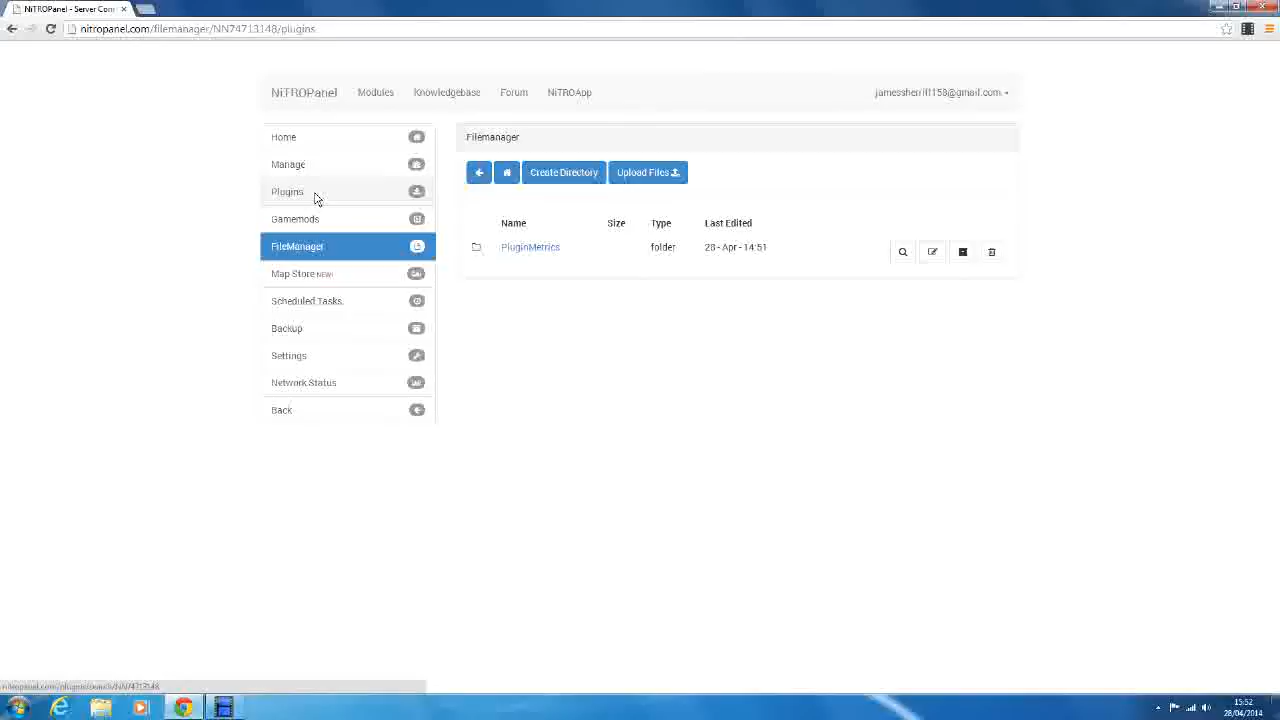 NiTROPanel - Server Con
nitropanel.com/filemanager/NN74713148/plugins
NiTROPanel Modules Knowledgebase Forum NiTROApp jamessherriff158@gmail.com
Home
Manage
Plugins
Gamemods
FileManager
Map Store NEW!
Scheduled Tasks
Backup
Settings
Network Status
Back
Filemanager
Create Directory Upload Files
Name Size Type Last Edited
PluginMetrics folder 28 - Apr - 14:51
15:52
28/04/2014